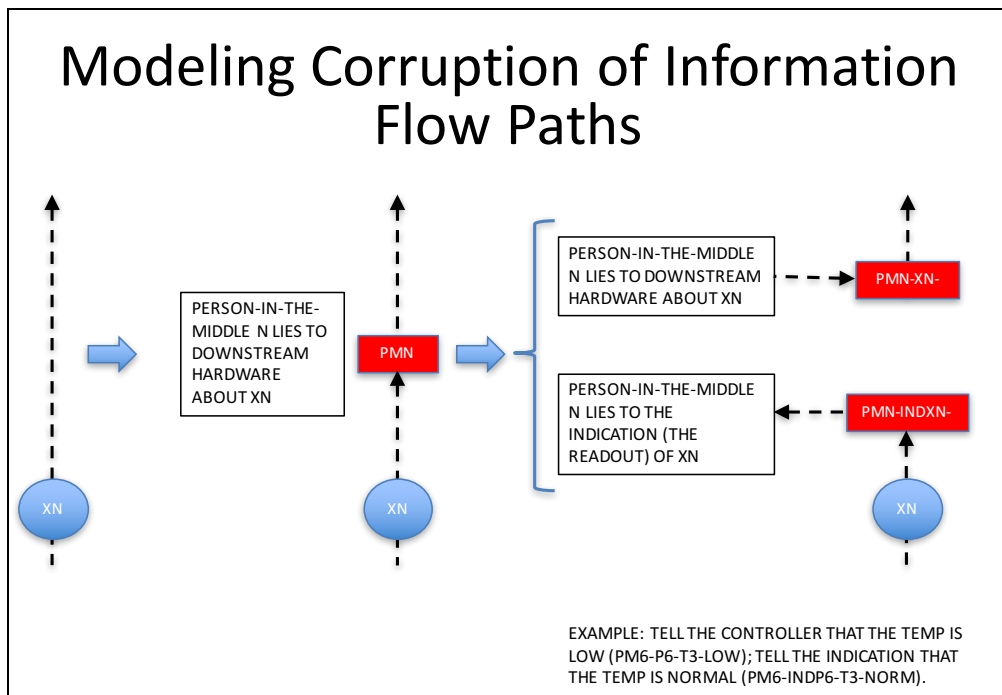 Modeling Corruption of Information
Flow Paths
XN
PERSON-IN-THE-
MIDDLE N LIES TO
DOWNSTREAM
HARDWARE
ABOUT XN
PMN
XN
PERSON-IN-THE-MIDDLE
N LIES TO DOWNSTREAM
HARDWARE ABOUT XN
PMN-XN-
PERSON-IN-THE-MIDDLE
N LIES TO THE
INDICATION (THE
READOUT) OF XN
PMN-INDXN-
XN
EXAMPLE: TELL THE CONTROLLER THAT THE TEMP IS
LOW (PM6-P6-T3-LOW); TELL THE INDICATION THAT
THE TEMP IS NORMAL (PM6-INDP6-T3-NORM).